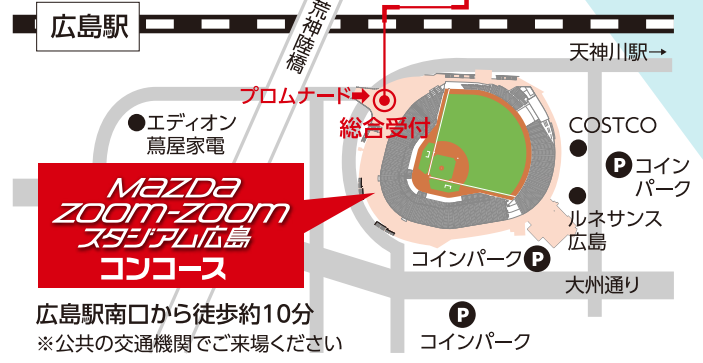 広島駅
荒神陸橋
天神川駅→
プロムナード
総合受付
エディオン
蔦屋家電
COSTCO
P
コイン
パーク
MAZDA
ZOOM-ZOOM
スタジアム広島
コンコース
ルネサンス
広島
コインパーク P
大州通り
広島駅南口から徒歩約10分
※公共の交通機関でご来場ください
P
コインパーク